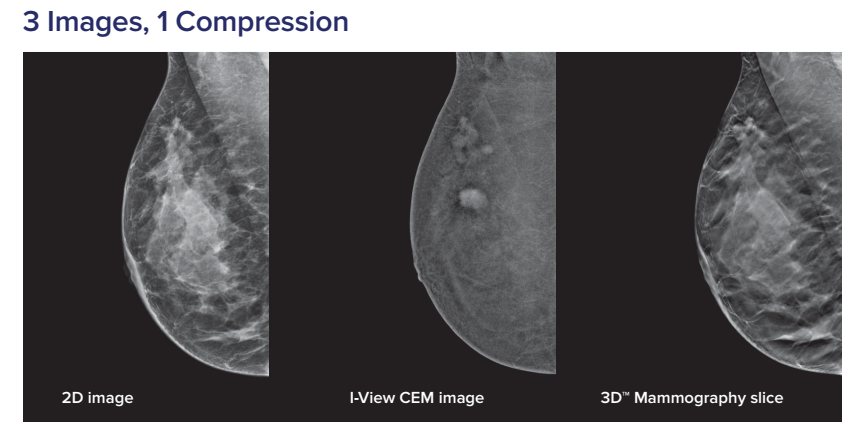 3 Images, 1 Compression
2D image
I-View CEM image
3D™ Mammography slice